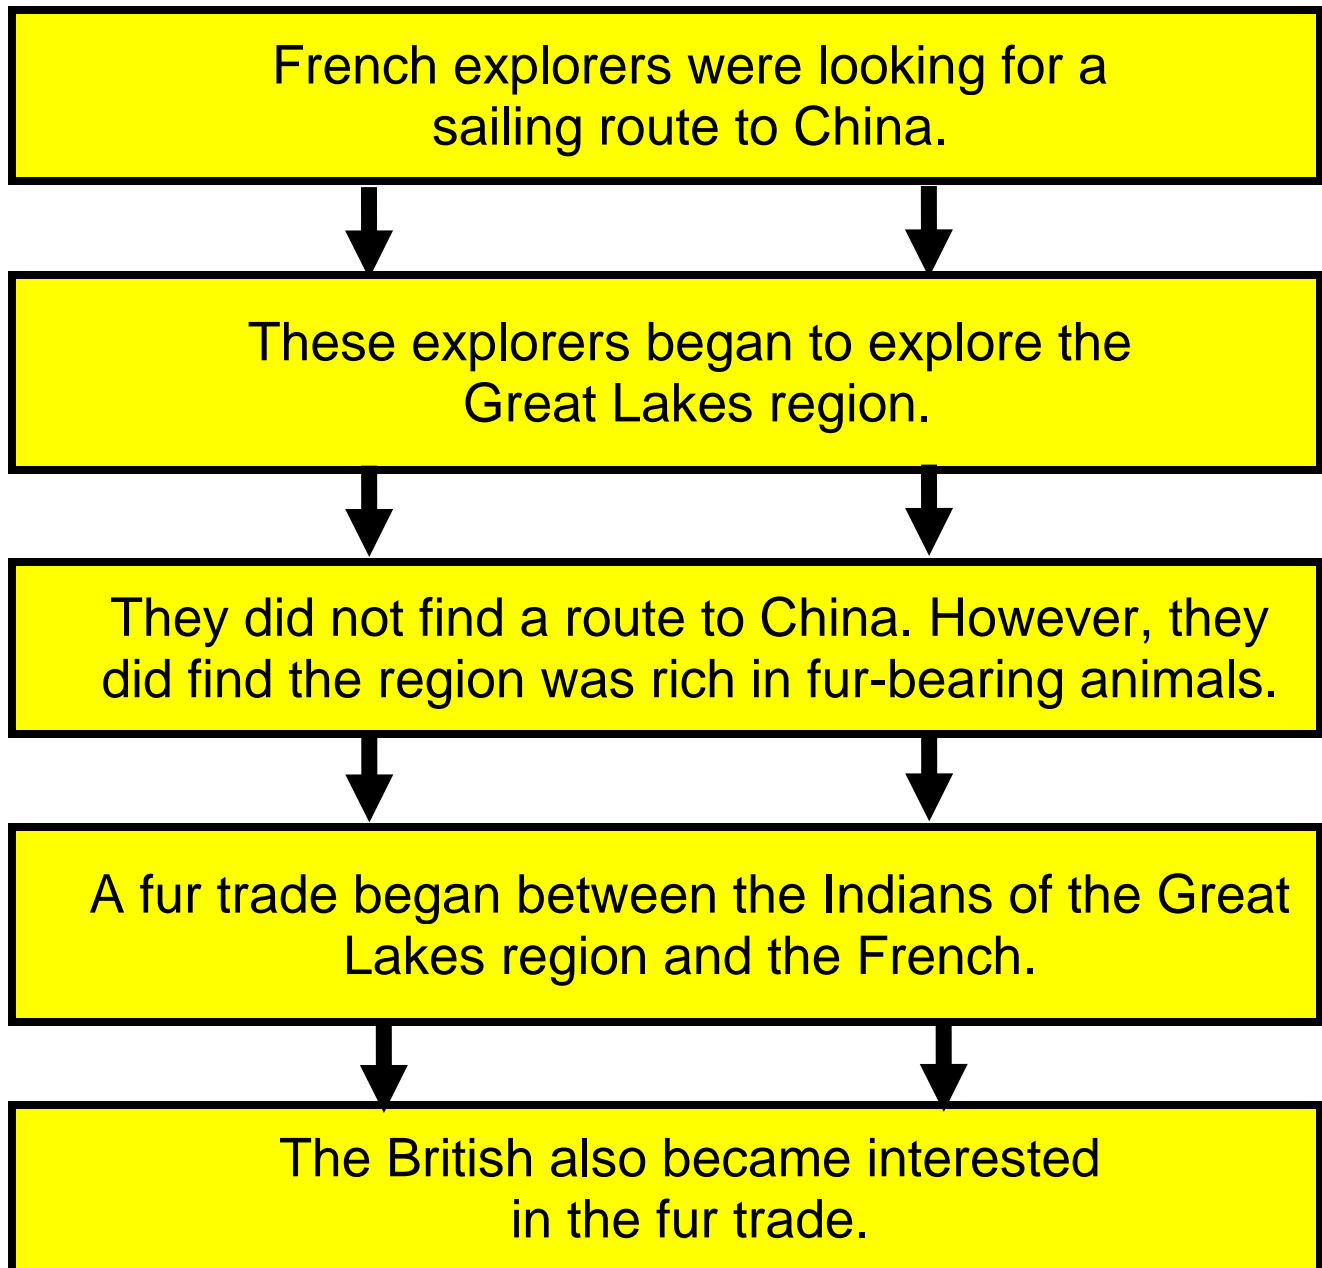 French explorers were looking for a
sailing route to China.
These explorers began to explore the
Great Lakes region.
They did not find a route to China. However, they
did find the region was rich in fur-bearing animals.
A fur trade began between the Indians of the Great
Lakes region and the French.
The British also became interested
in the fur trade.